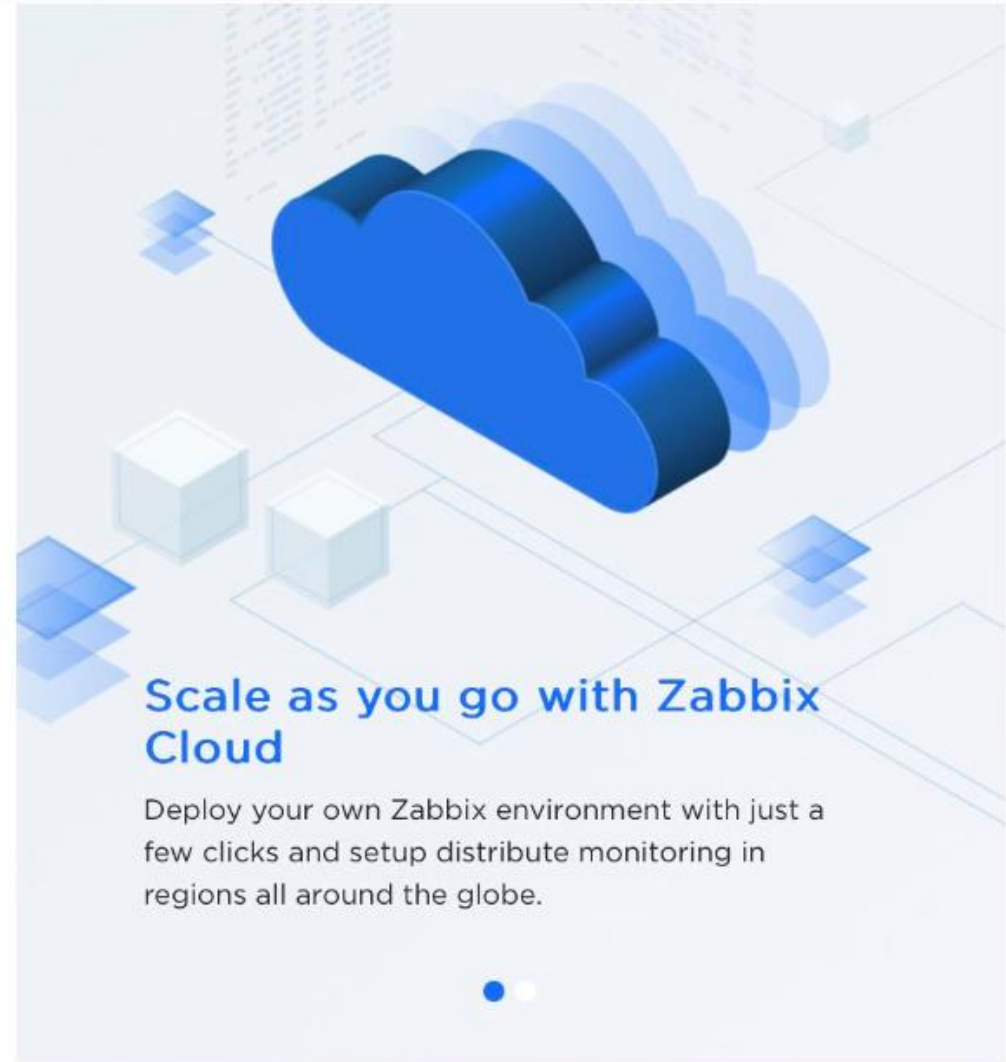 Scale as you go with Zabbix
Cloud
Deploy your own Zabbix environment with just a
few clicks and setup distribute monitoring in
regions all around the globe.